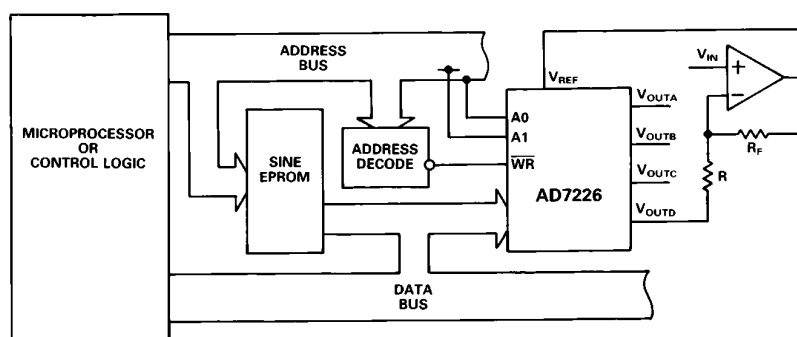 ADDRESS
BUS
MICROPROCESSOR
OR
CONTROL LOGIC
SINE
EPROM
ADDRESS
DECODE
A0
A1
WR
VREF
AD7226
VOUTA
VOUTB
VOUTC
VOUTD
VIN
+
−
RF
R
DATA
BUS